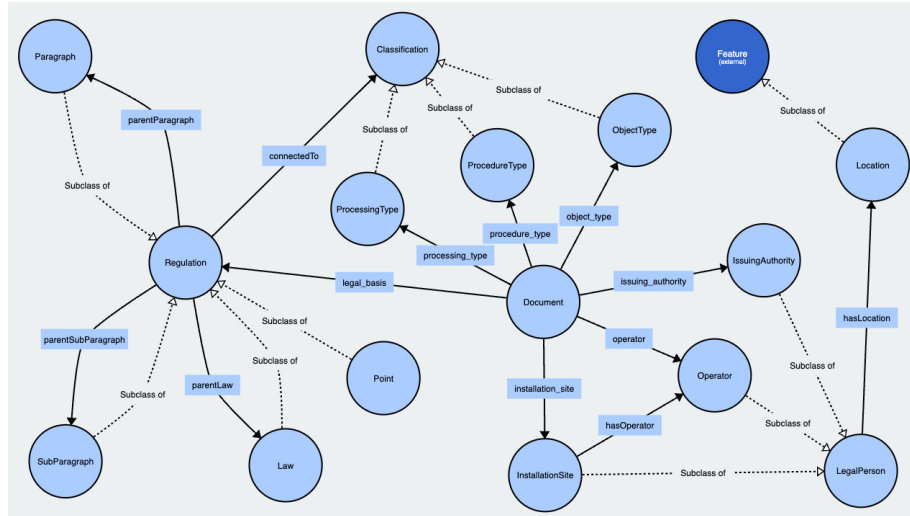 Paragraph
Classification
Feature
(external)
Subclass of
parentParagraph
Subclass of
Subclass of
ObjectType
connectedTo
ProcedureType
Subclass of
Location
Subclass of
ProcessingType
object_type
procedure_type
processing_type
Regulation
IssuingAuthority
legal_basis
issuing_authority
Document
hasLocation
Subclass of
parentSubParagraph
operator
Subclass of
Subclass of
Subclass of
Point
Operator
parentLaw
installation_site
Subclass of
hasOperator
SubParagraph
Law
InstallationSite
Subclass of
LegalPerson